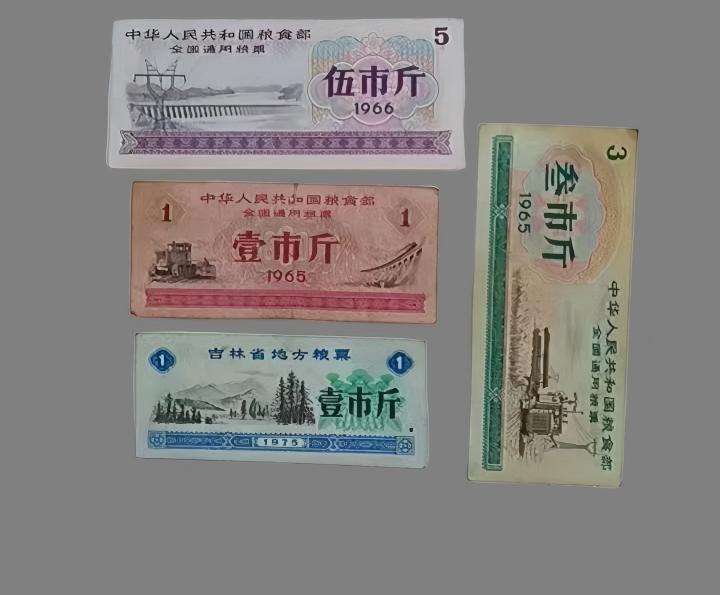 中华人民共和国粮食部
5
全国通用粮票
伍市斤
1966
中华人民共和国粮食部
全国通用粮票
1
1
壹市斤
1965
吉林省地方粮票
1
1
壹市斤
1975
3
叁市斤
1965
中华人民共和国粮食部
全国通用粮票